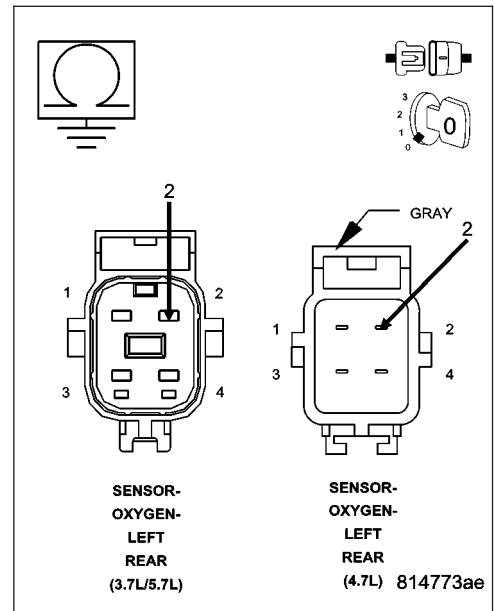 3
2
1
0
0
2
GRAY
2
1
2
3
4
1
2
3
4
SENSOR-
OXYGEN-
LEFT
REAR
(3.7L/5.7L)
SENSOR-
OXYGEN-
LEFT
REAR
(4.7L)
814773ae